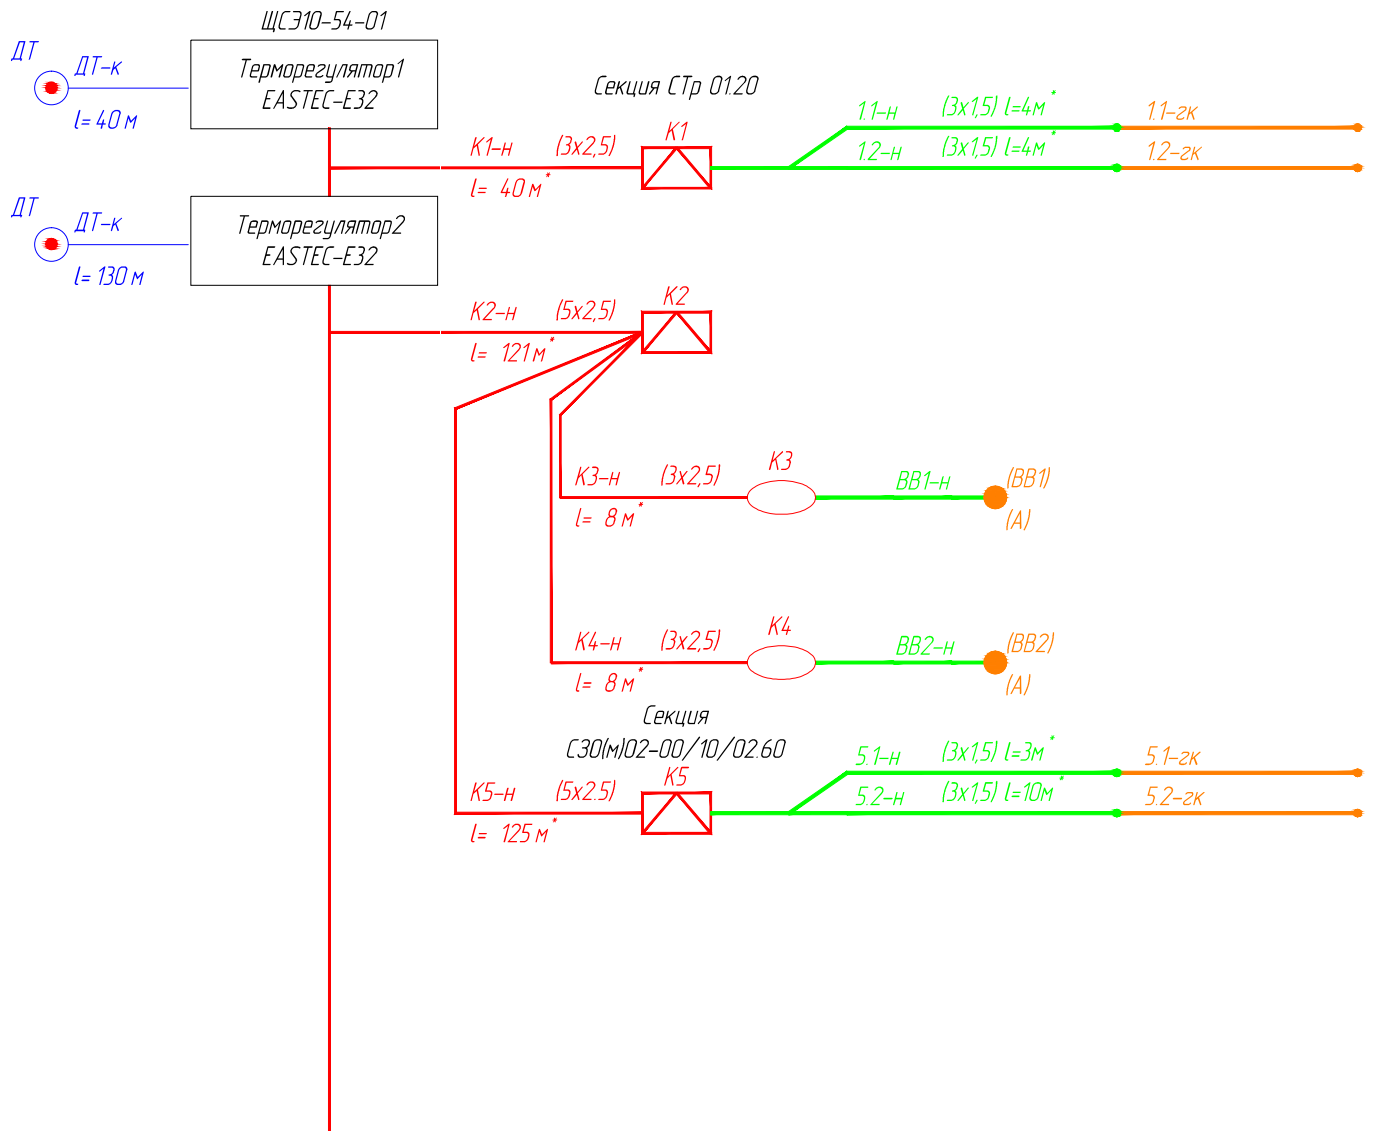 ЩСЭ10-54-01
ДТ
ДТ-к
l= 40 м
Терморегулятор1
EASTEC-E32
Секция СТр 01.20
К1-н (3х2,5)
l= 40 м*
К1
1.1-н (3х1,5) l=4м*
1.1-гк
1.2-н (3х1,5) l=4м*
1.2-гк
ДТ
ДТ-к
l= 130 м
Терморегулятор2
EASTEC-E32
К2-н (5х2,5)
l= 121 м*
К2
К3-н (3х2,5)
l= 8 м*
К3
ВВ1-н
(ВВ1)
(А)
К4-н (3х2,5)
l= 8 м*
К4
ВВ2-н
(ВВ2)
(А)
Секция
СЗО(м)02-00/10/02.60
К5-н (5х2.5)
l= 125 м*
К5
5.1-н (3х1,5) l=3м*
5.1-гк
5.2-н (3х1,5) l=10м*
5.2-гк